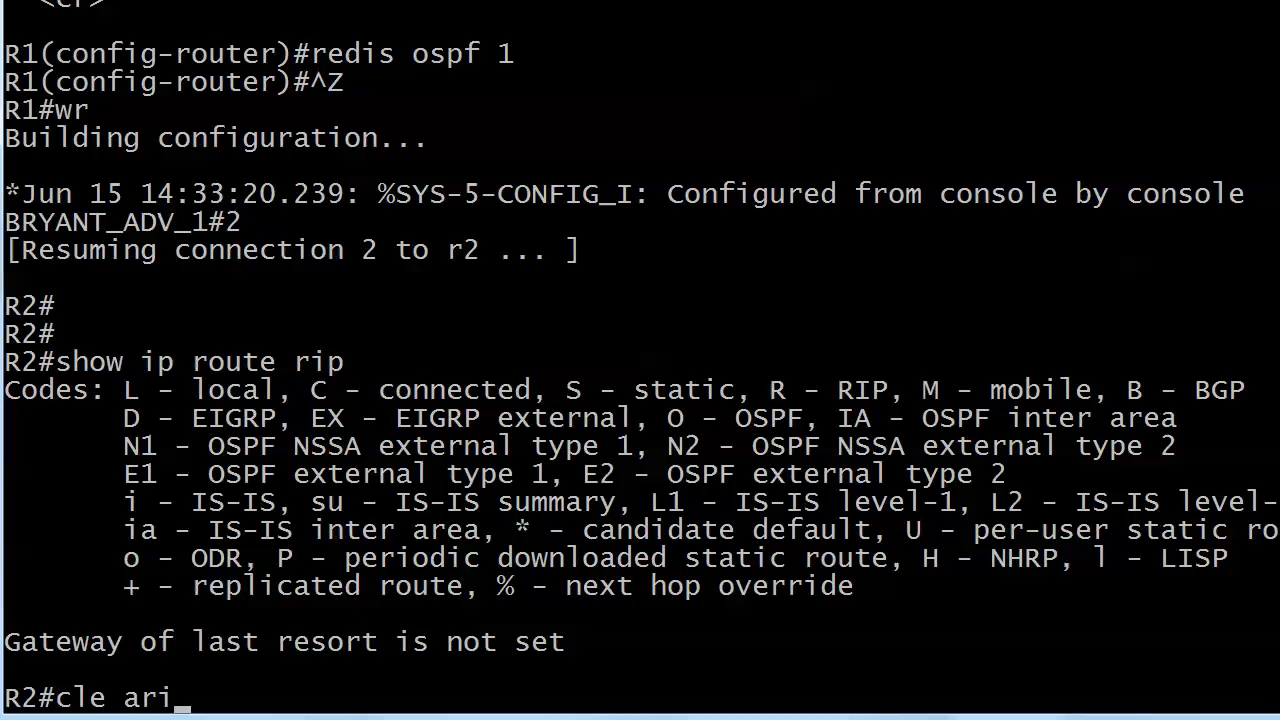 <cr>
R1(config-router)#redis ospf 1
R1(config-router)#^Z
R1#wr
Building configuration...
*Jun 15 14:33:20.239: %SYS-5-CONFIG_I: Configured from console by console
BRYANT_ADV_1#2
[Resuming connection 2 to r2 ... ]
R2#
R2#
R2#show ip route rip
Codes: L - local, C - connected, S - static, R - RIP, M - mobile, B - BGP
D - EIGRP, EX - EIGRP external, O - OSPF, IA - OSPF inter area
N1 - OSPF NSSA external type 1, N2 - OSPF NSSA external type 2
E1 - OSPF external type 1, E2 - OSPF external type 2
i - IS-IS, su - IS-IS summary, L1 - IS-IS level-1, L2 - IS-IS level-
ia - IS-IS inter area, * - candidate default, U - per-user static ro
o - ODR, P - periodic downloaded static route, H - NHRP, l - LISP
+ - replicated route, % - next hop override
Gateway of last resort is not set
R2#cle ari_